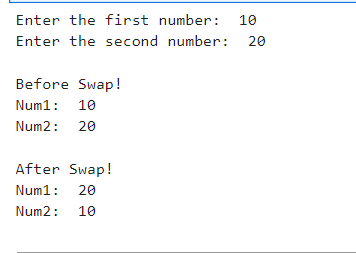 Enter the first number:  10
Enter the second number:  20
Before Swap!
Num1:  10
Num2:  20
After Swap!
Num1:  20
Num2:  10